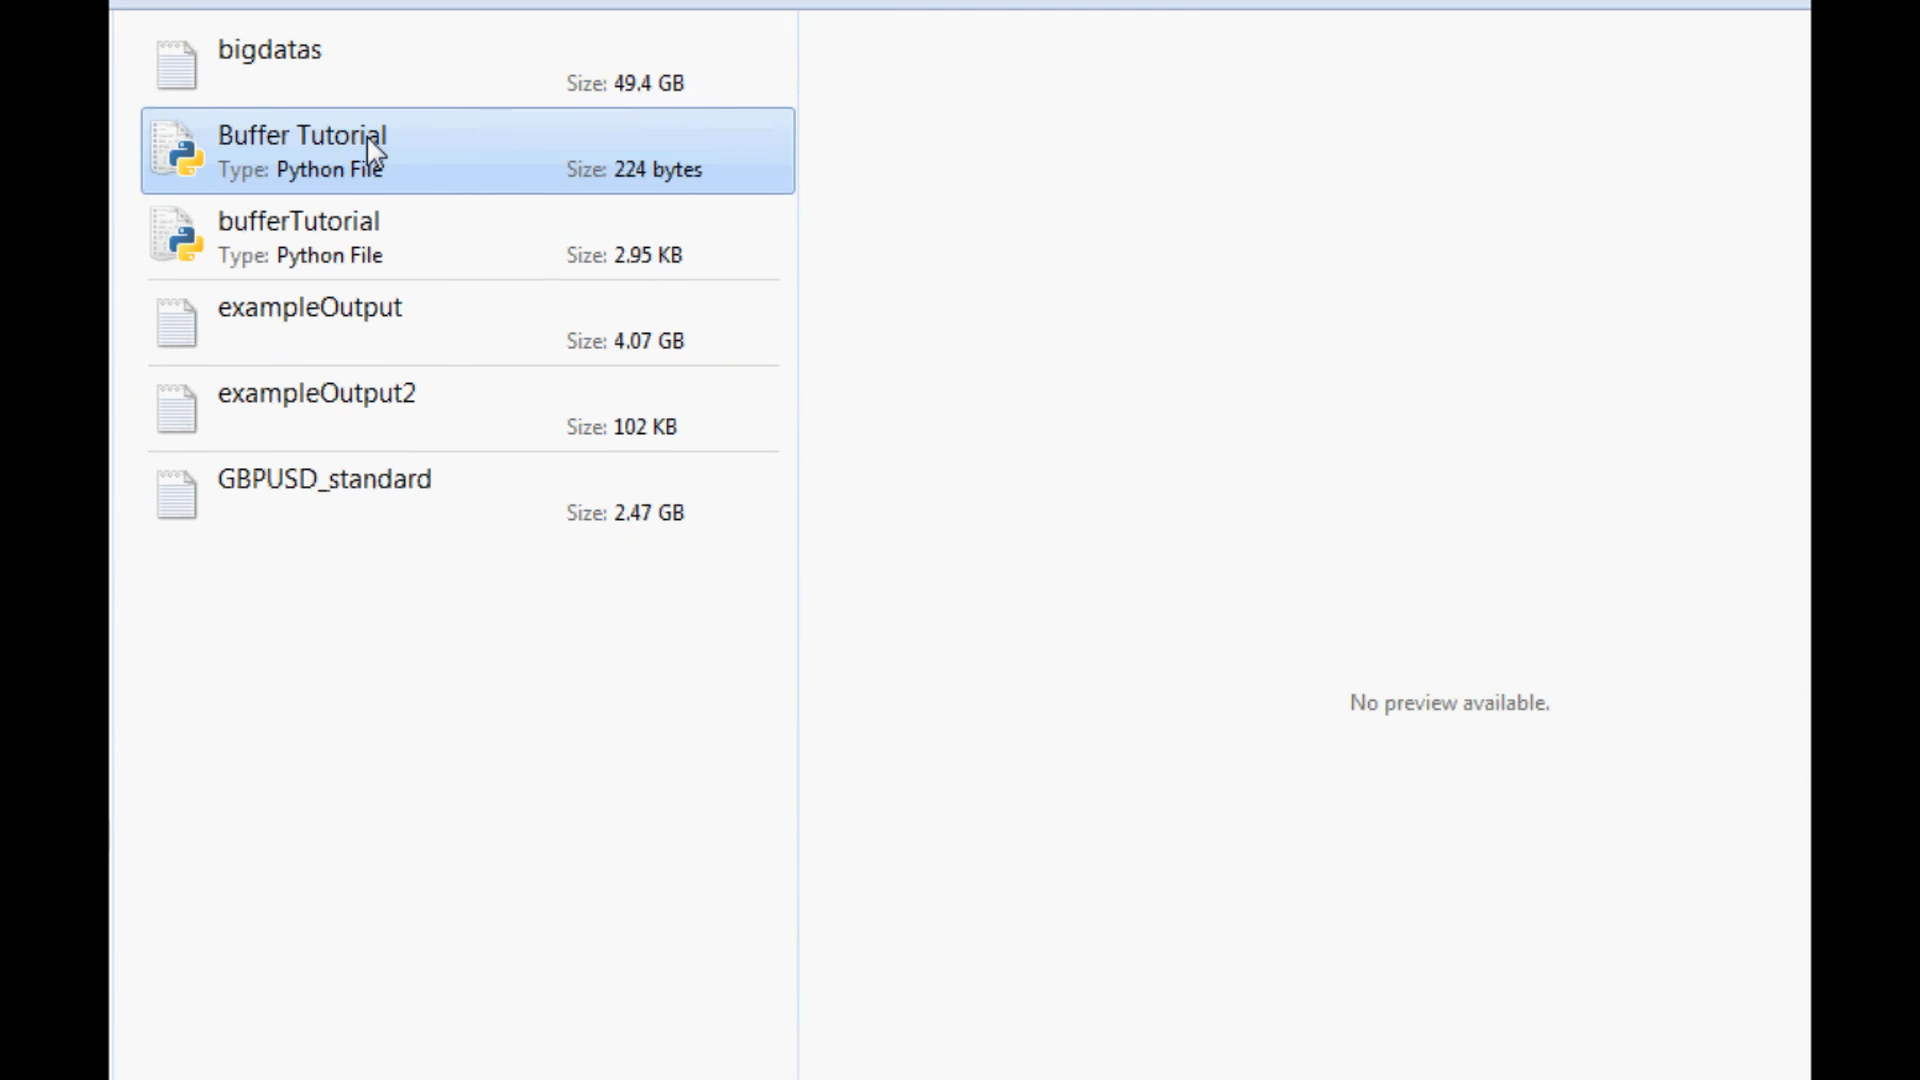 bigdatas
Size: 49.4 GB
Buffer Tutorial
Type: Python File Size: 224 bytes
bufferTutorial
Type: Python File Size: 2.95 KB
exampleOutput
Size: 4.07 GB
exampleOutput2
Size: 102 KB
GBPUSD_standard
Size: 2.47 GB
No preview available.